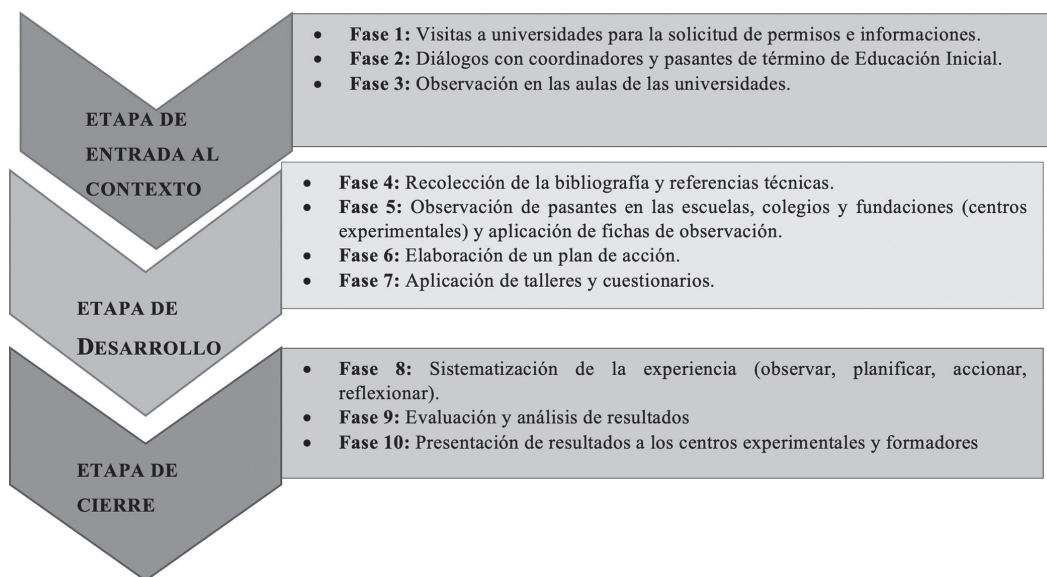 ETAPA DE
ENTRADA AL
CONTEXTO
• Fase 1: Visitas a universidades para la solicitud de permisos e informaciones.
• Fase 2: Diálogos con coordinadores y pasantes de término de Educación Inicial.
• Fase 3: Observación en las aulas de las universidades.
ETAPA DE
DESARROLLO
• Fase 4: Recolección de la bibliografía y referencias técnicas.
• Fase 5: Observación de pasantes en las escuelas, colegios y fundaciones (centros
experimentales) y aplicación de fichas de observación.
• Fase 6: Elaboración de un plan de acción.
• Fase 7: Aplicación de talleres y cuestionarios.
ETAPA DE
CIERRE
• Fase 8: Sistematización de la experiencia (observar, planificar, accionar,
reflexionar).
• Fase 9: Evaluación y análisis de resultados
• Fase 10: Presentación de resultados a los centros experimentales y formadores